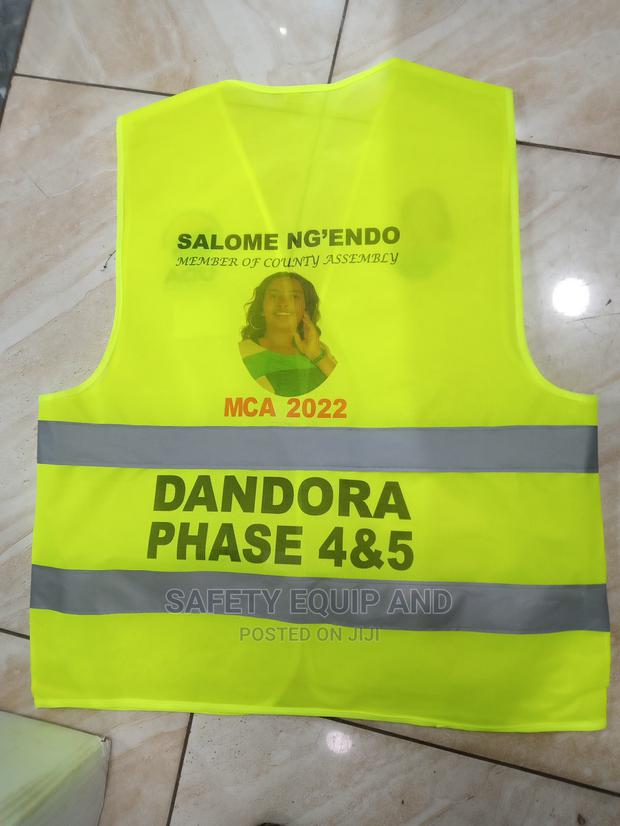 SALOME NG'ENDO
MEMBER OF COUNTY ASSEMBLY
MCA 2022
DANDORA
PHASE 4&5
SAFETY EQUIP AND
POSTED ON JIJI